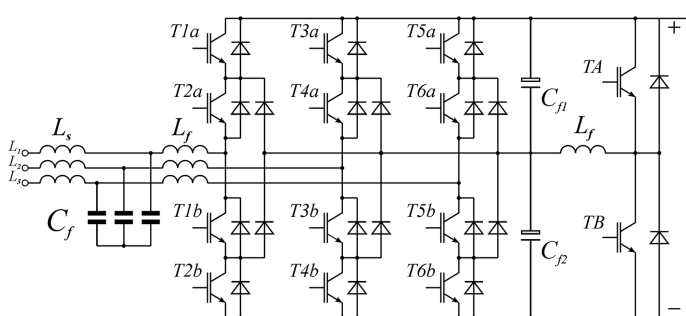 T1a T3a T5a +
TA
T2a T4a T6a
Cf1
Ls Lf Lf
L1
L2
L3
Cf
T1b T3b T5b
TB
Cf2
T2b T4b T6b
−